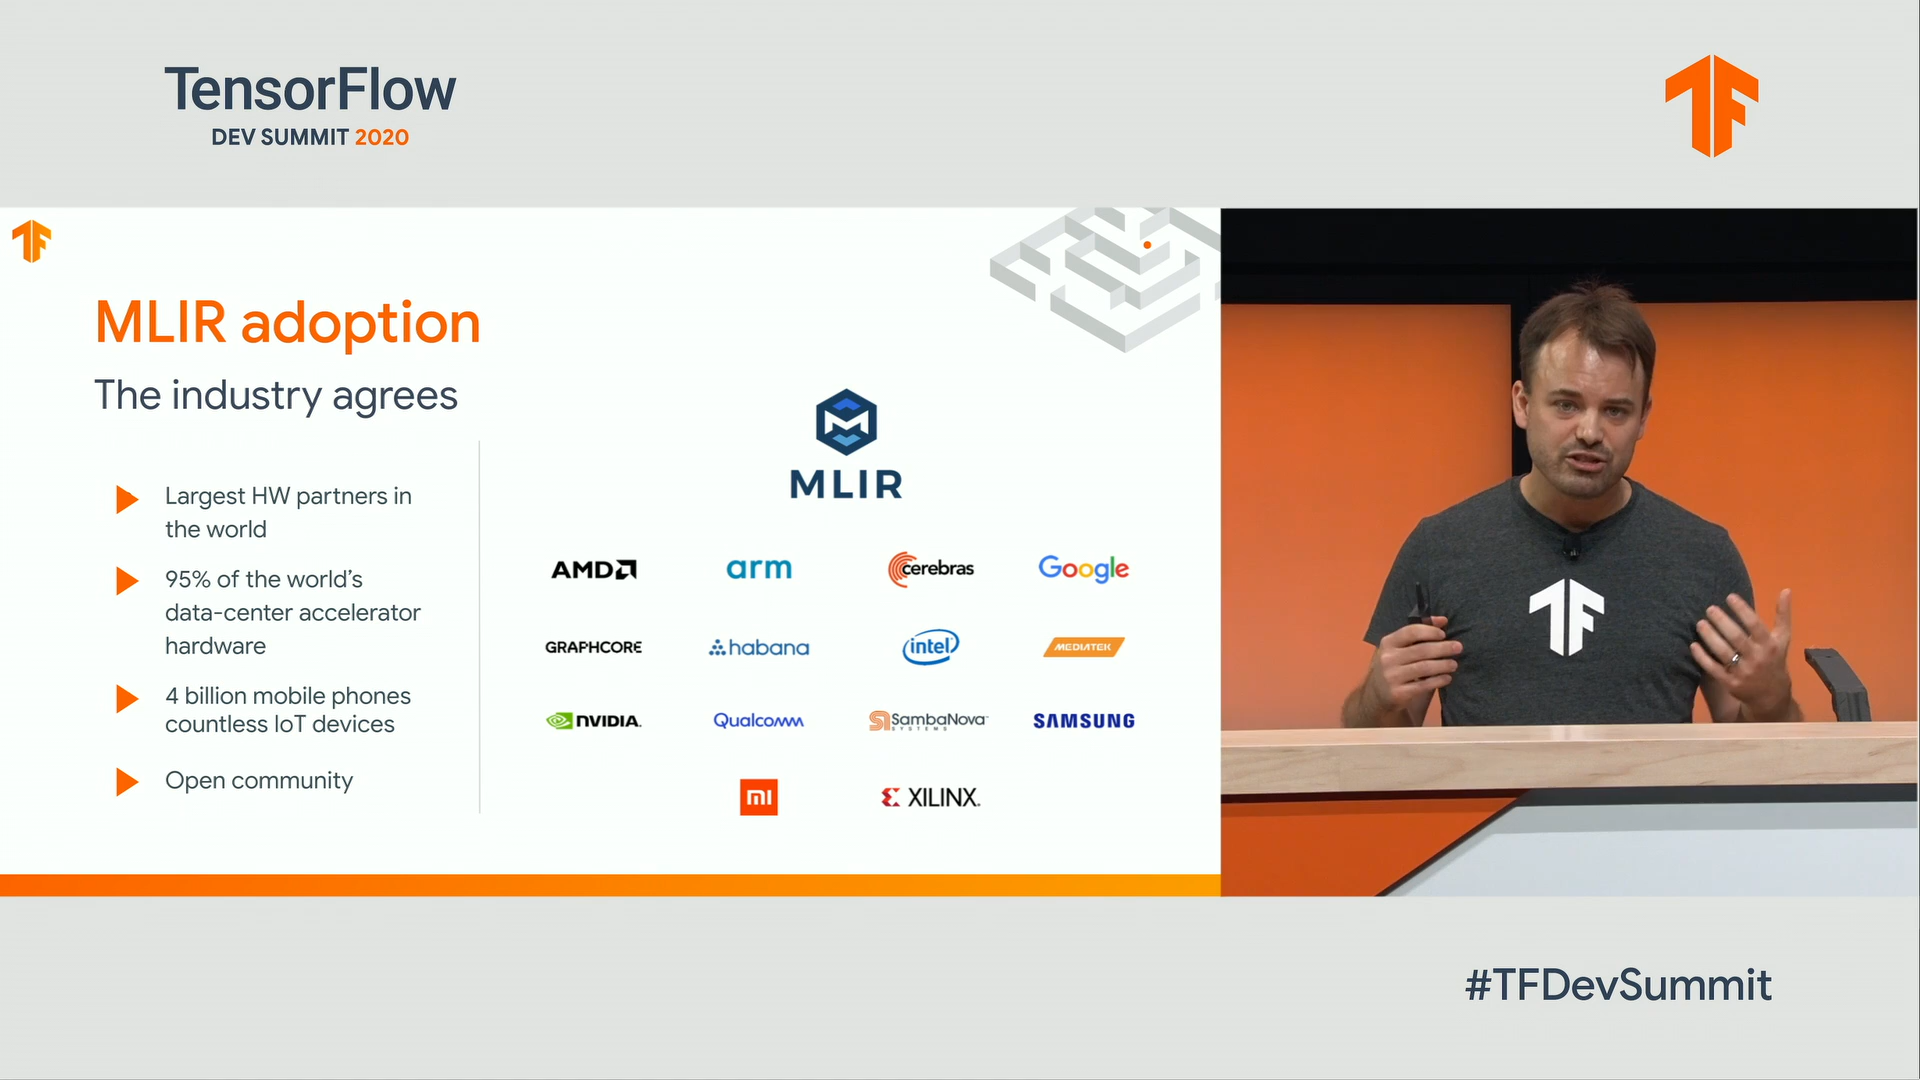 TensorFlow
DEV SUMMIT 2020
MLIR adoption
The industry agrees
Largest HW partners in
the world
95% of the world's
data-center accelerator
hardware
4 billion mobile phones
countless IoT devices
Open community
MLIR
AMD
arm
cerebras
Google
GRAPHCORE
habana
intel
MEDIATEK
NVIDIA.
Qualcomm
SambaNova
SYSTEMS
SAMSUNG
mi
XILINX.
TF
#TFDevSummit